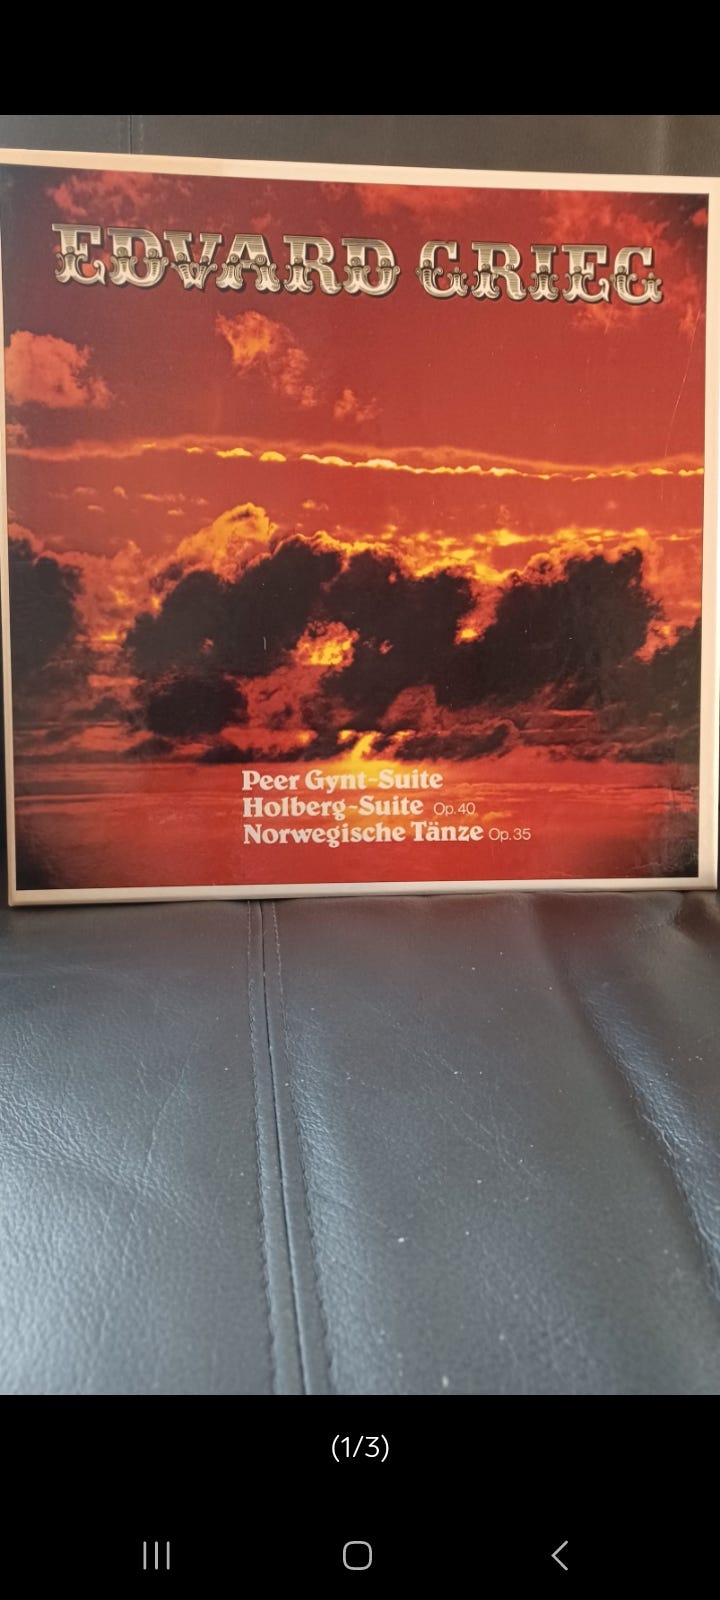 EDVARD GRIEG
Peer Gynt-Suite
Holberg-Suite Op. 40
Norwegische Tänze Op. 35
(1/3)